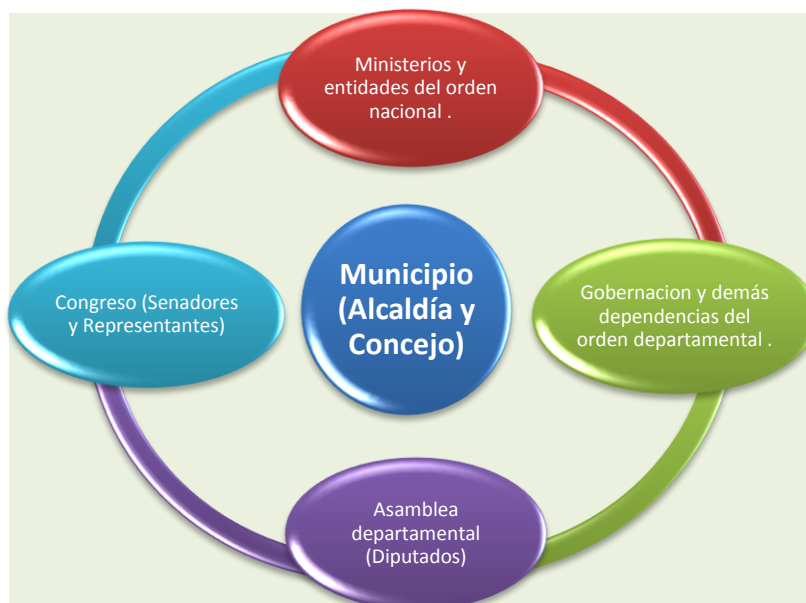 Ministerios y
entidades del orden
nacional .
Congreso (Senadores
y Representantes)
Municipio
(Alcaldía y
Concejo)
Gobernacion y demás
dependencias del
orden departamental .
Asamblea
departamental
(Diputados)